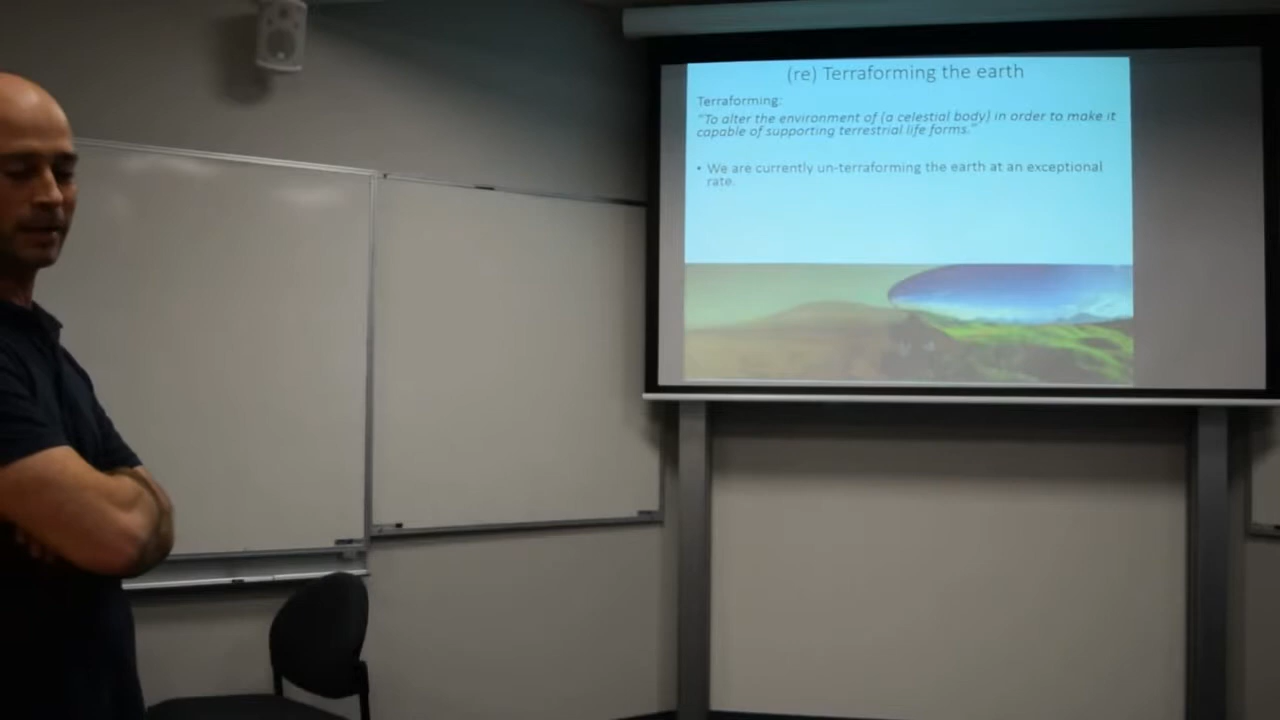 (re) Terraforming the earth
Terraforming:
"To alter the environment of (a celestial body) in order to make it
capable of supporting terrestrial life forms."
• We are currently un-terraforming the earth at an exceptional
rate.